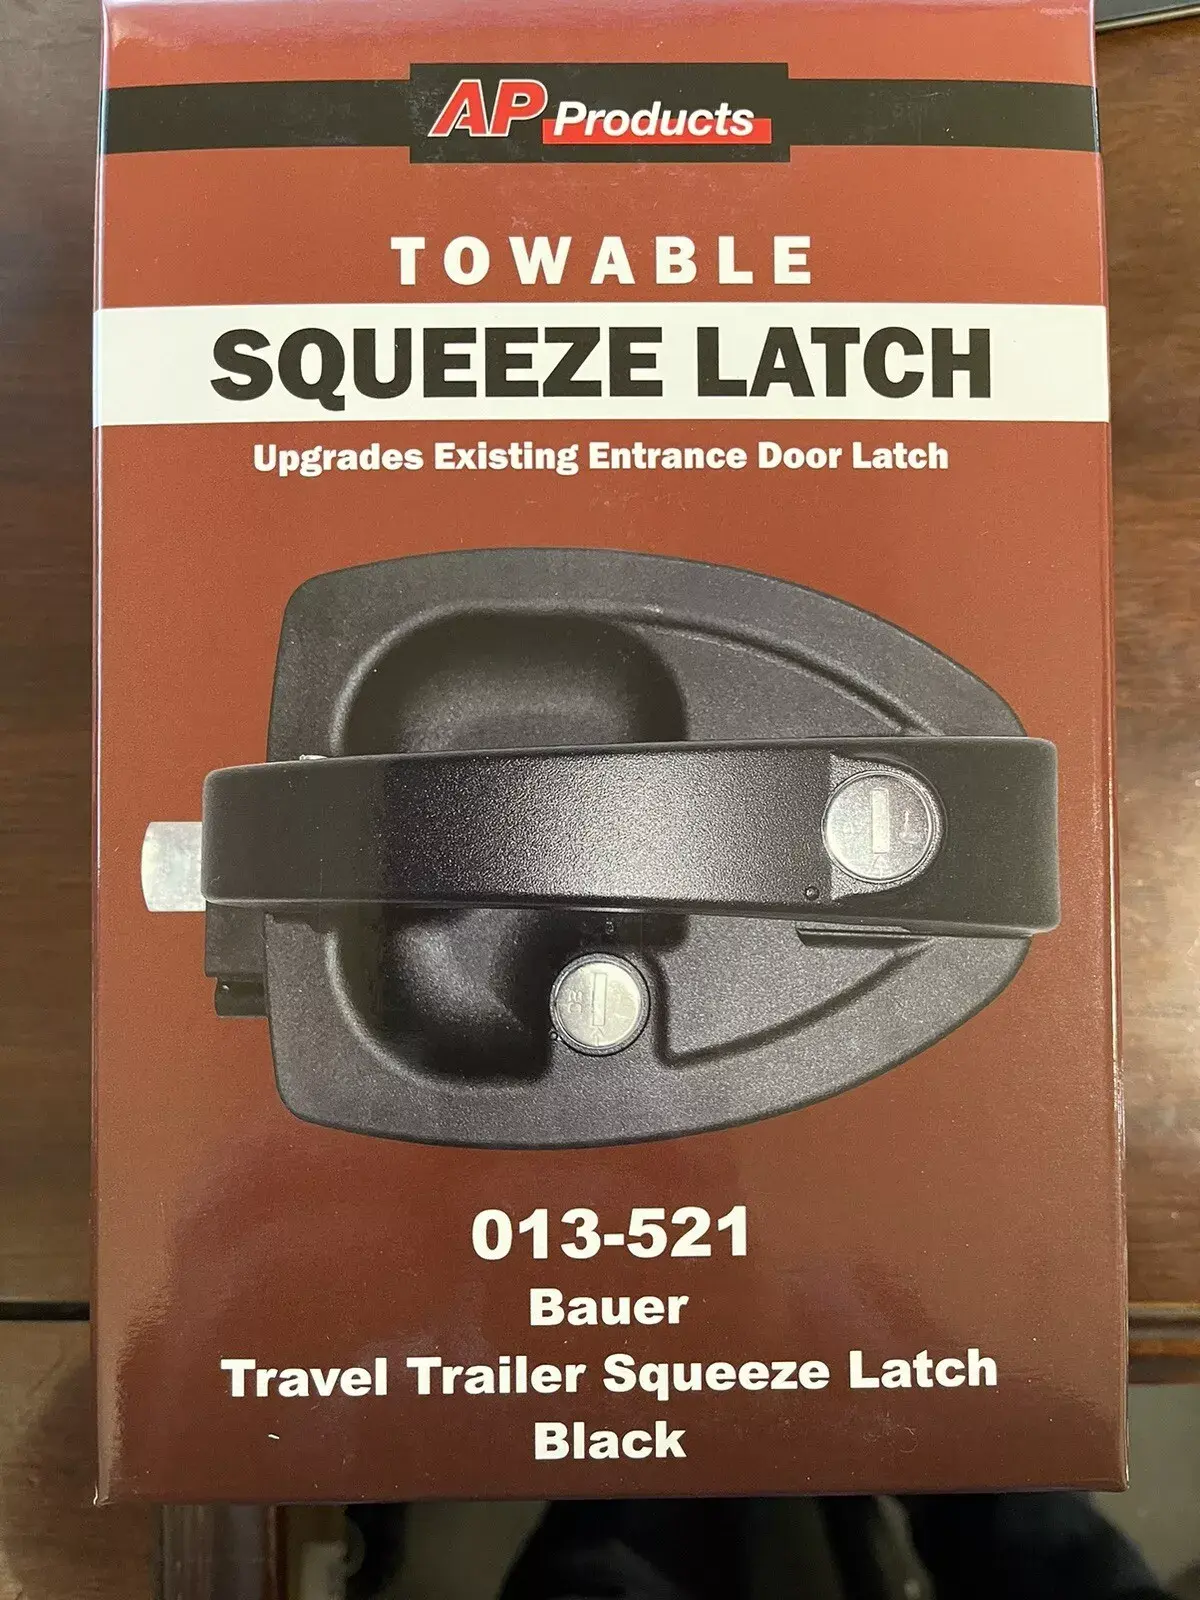 AP Products
TOWABLE
SQUEEZE LATCH
Upgrades Existing Entrance Door Latch
013-521
Bauer
Travel Trailer Squeeze Latch
Black